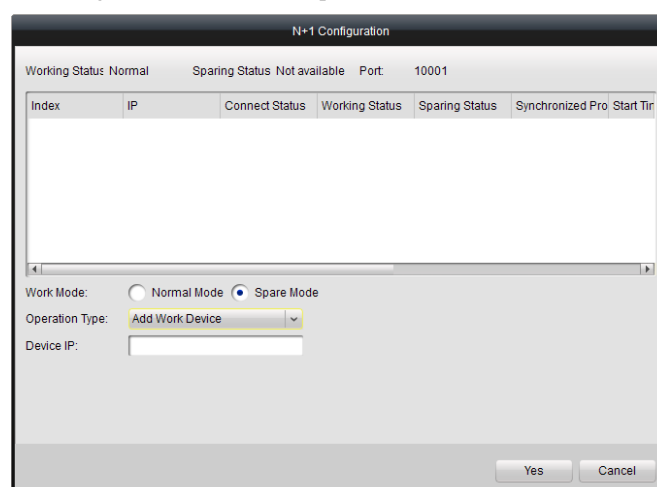 N+1 Configuration
Working Status Normal Sparing Status Not available Port: 10001
Index IP Connect Status Working Status Sparing Status Synchronized Pro Start Tin
Work Mode: Normal Mode Spare Mode
Operation Type: Add Work Device
Device IP:
Yes Cancel